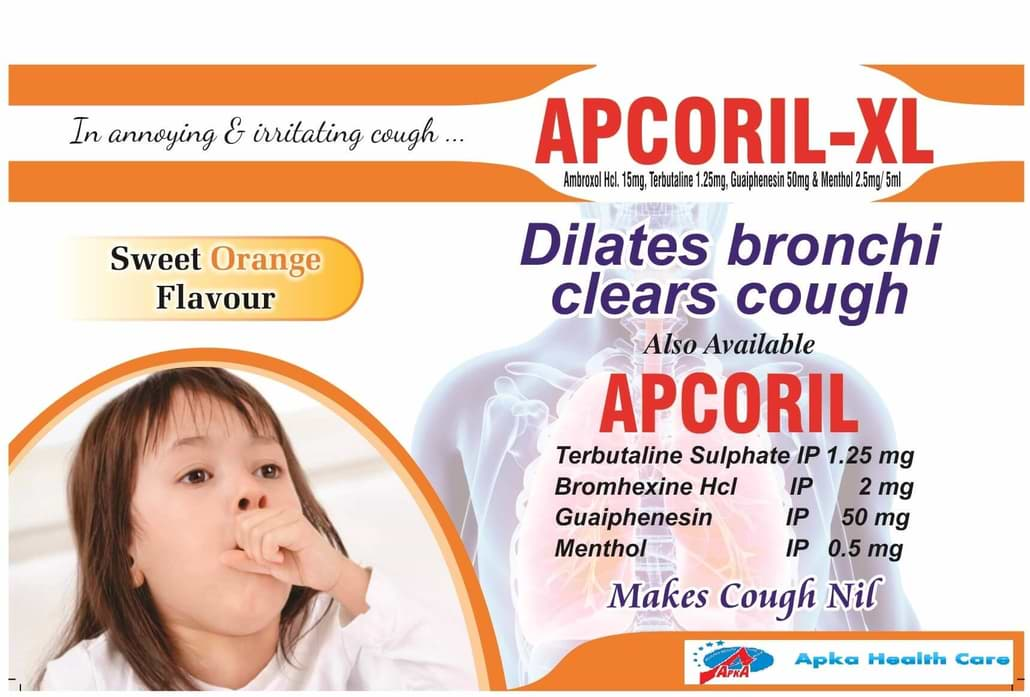 In annoying & irritating cough ...
APCORIL-XL
Ambroxol Hcl. 15mg, Terbutaline 1.25mg, Guaiphenesin 50mg & Menthol 2.5mg/ 5ml
Sweet Orange
Flavour
Dilates bronchi
clears cough
Also Available
APCORIL
Terbutaline Sulphate IP 1.25 mg
Bromhexine Hcl IP 2 mg
Guaiphenesin IP 50 mg
Menthol IP 0.5 mg
Makes Cough Nil
APKA
Apka Health Care